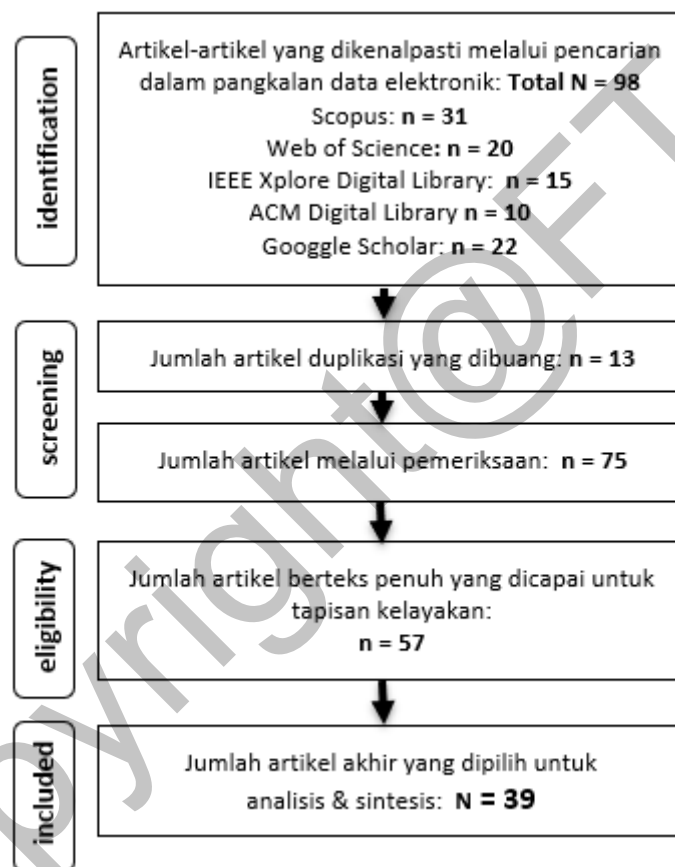 identification
Artikel-artikel yang dikenalpasti melalui pencarian
dalam pangkalan data elektronik: Total N = 98
Scopus: n = 31
Web of Science: n = 20
IEEE Xplore Digital Library: n = 15
ACM Digital Library n = 10
Googgle Scholar: n = 22
screening
Jumlah artikel duplikasi yang dibuang: n = 13
Jumlah artikel melalui pemeriksaan: n = 75
eligibility
Jumlah artikel berteks penuh yang dicapai untuk
tapisan kelayakan:
n = 57
included
Jumlah artikel akhir yang dipilih untuk
analisis & sintesis: N = 39
pyright@FT